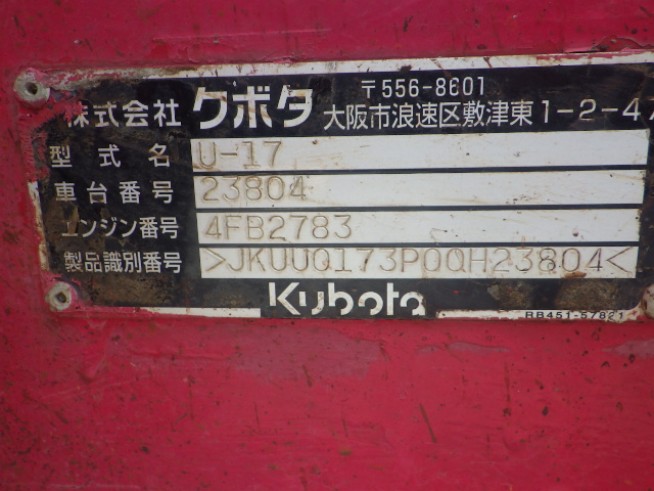 〒556-8601
株式会社 クボタ 大阪市浪速区敷津東1-2-47
型式名 U-17
車台番号 23804
エンジン番号 4FB2783
製品識別番号 >JKUUQ173P00H23804<
Kubota
RB451-57821